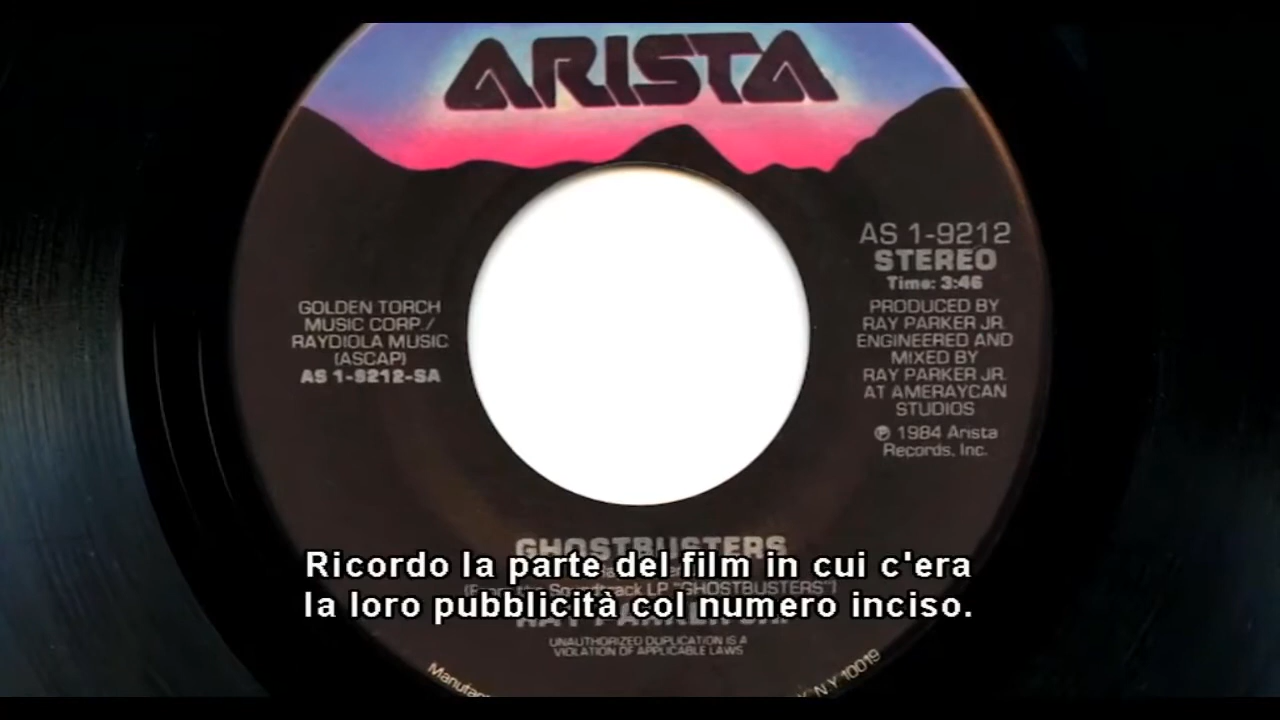 ARISTA
AS 1-9212
STEREO
Time: 3:46
PRODUCED BY
RAY PARKER JR.
ENGINEERED AND
MIXED BY
RAY PARKER JR.
AT AMERAYCAN
STUDIOS
℗ 1984 Arista
Records, Inc.
GOLDEN TORCH
MUSIC CORP./
RAYDIOLA MUSIC
(ASCAP)
AS 1-9212-SA
GHOSTBUSTERS
Soundtrack LP "GHOSTBUSTERS")
Ricordo la parte del film in cui c'era
la loro pubblicità col numero inciso.
UNAUTHORIZED DUPLICATION IS A
VIOLATION OF APPLICABLE LAWS
N.Y. 10019